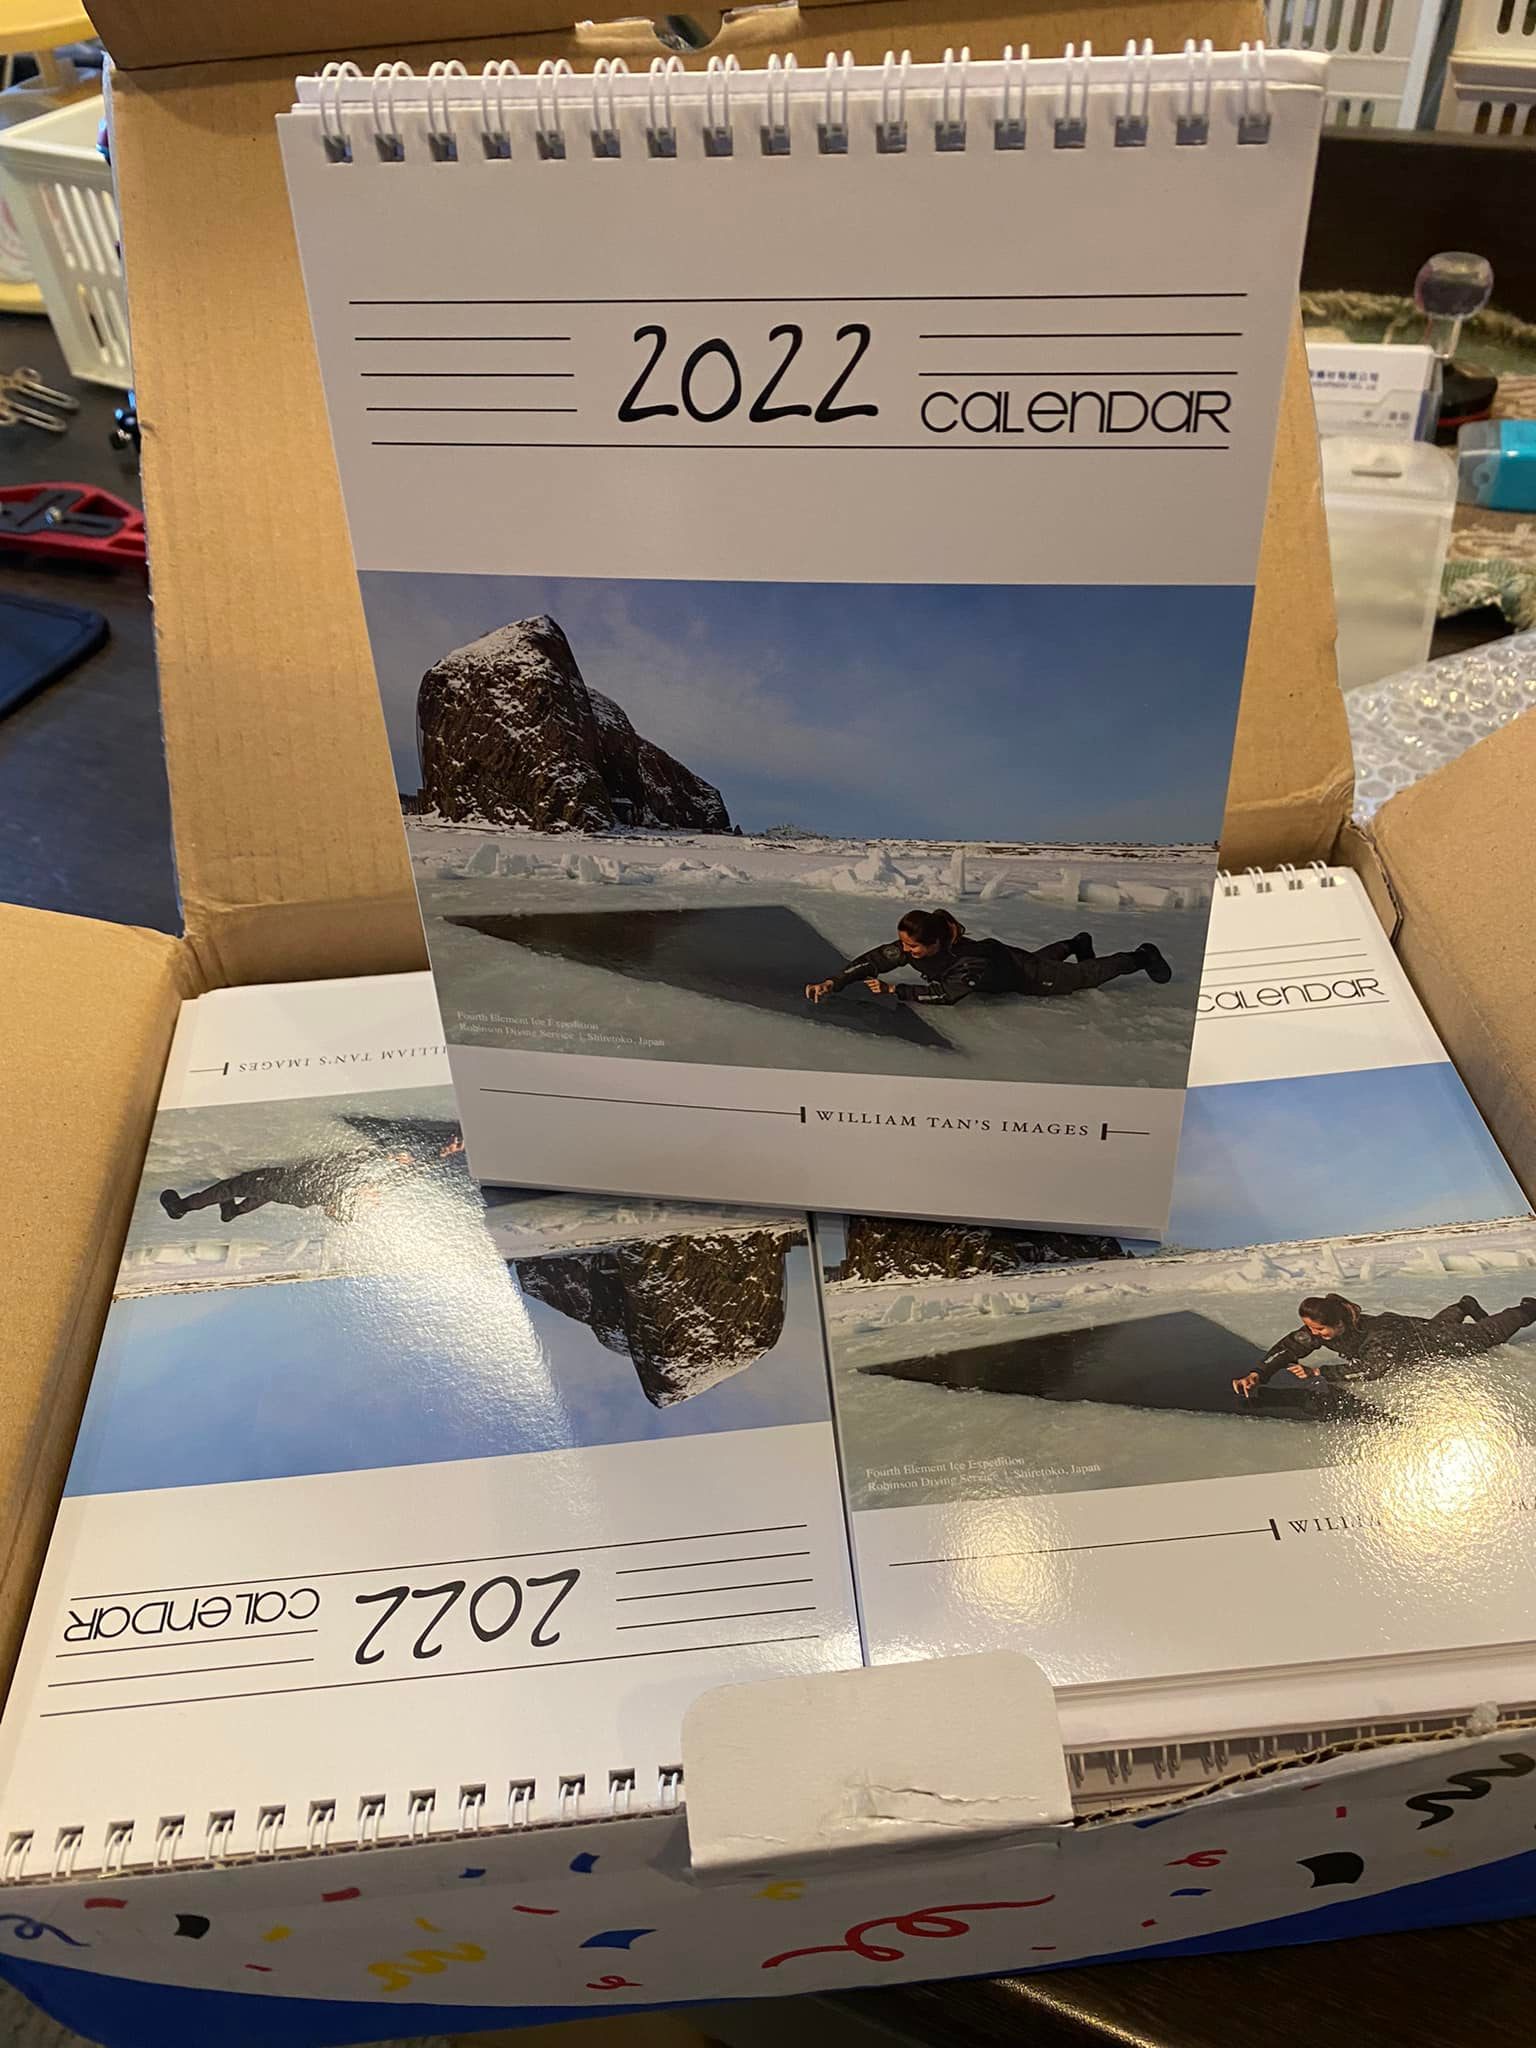 2022
CALENDAR
Fourth Element Ice Expedition
Robinson Diving Service | Shiretoko, Japan
WILLIAM TAN'S IMAGES
CALENDAR
WILLIAM TAN'S IMAGES
Fourth Element Ice Expedition
Robinson Diving Service | Shiretoko, Japan
2022
CALENDAR